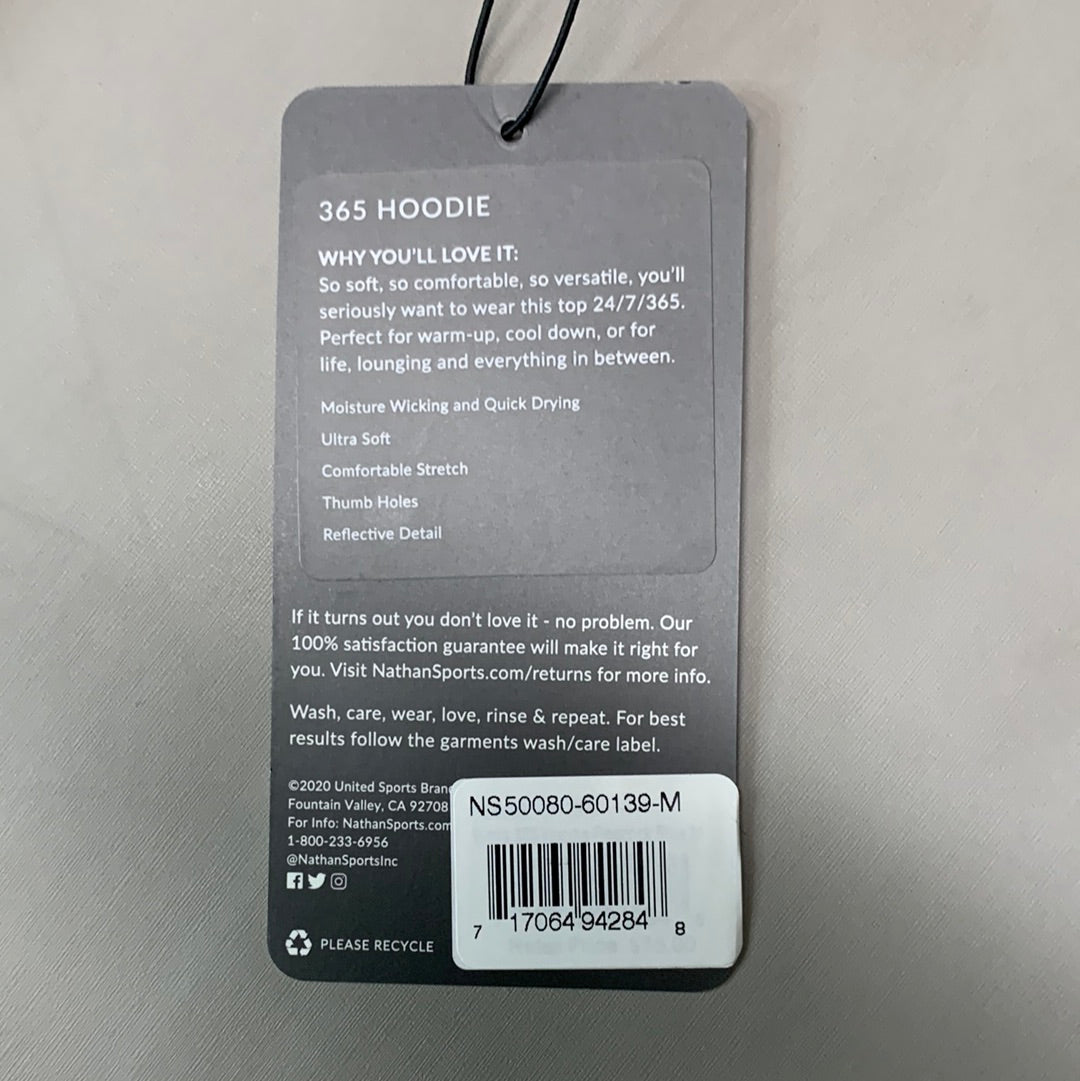 365 HOODIE
WHY YOU'LL LOVE IT:
So soft, so comfortable, so versatile, you'll
seriously want to wear this top 24/7/365.
Perfect for warm-up, cool down, or for
life, lounging and everything in between.
Moisture Wicking and Quick Drying
Ultra Soft
Comfortable Stretch
Thumb Holes
Reflective Detail
If it turns out you don't love it - no problem. Our
100% satisfaction guarantee will make it right for
you. Visit NathanSports.com/returns for more info.
Wash, care, wear, love, rinse & repeat. For best
results follow the garments wash/care label.
©2020 United Sports
Fountain Valley, CA 92708
For Info: NathanSports.com
1-800-233-6956
@NathanSportsInc
PLEASE RECYCLE
NS50080-60139-M
7 17064 94284 8